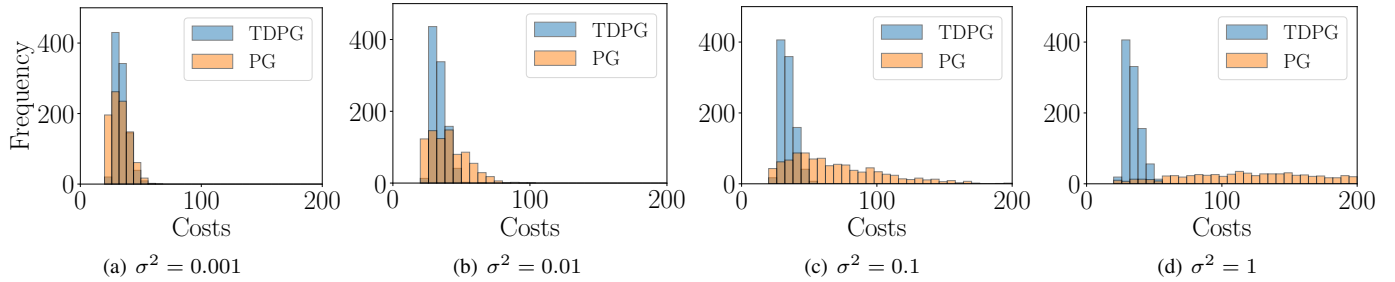 Frequency
400
200
0
0
100
200
Costs
TDPG
PG
(a) σ² = 0.001
400
200
0
0
100
200
Costs
TDPG
PG
(b) σ² = 0.01
400
200
0
0
100
200
Costs
TDPG
PG
(c) σ² = 0.1
400
200
0
0
100
200
Costs
TDPG
PG
(d) σ² = 1